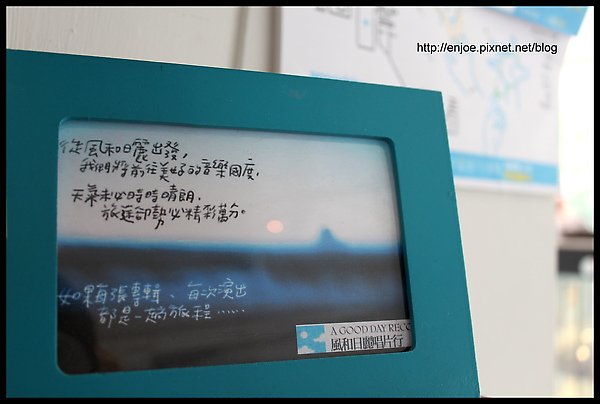 http://enjoe.pixnet.net/blog
從風和日麗出發，
我們將前往美好的音樂國度，
天氣未必時時晴朗，
旅途卻勢必精彩萬分。
如果每張專輯、每次演出
都是一趟旅程......
A GOOD DAY RECO
風和日麗唱片行